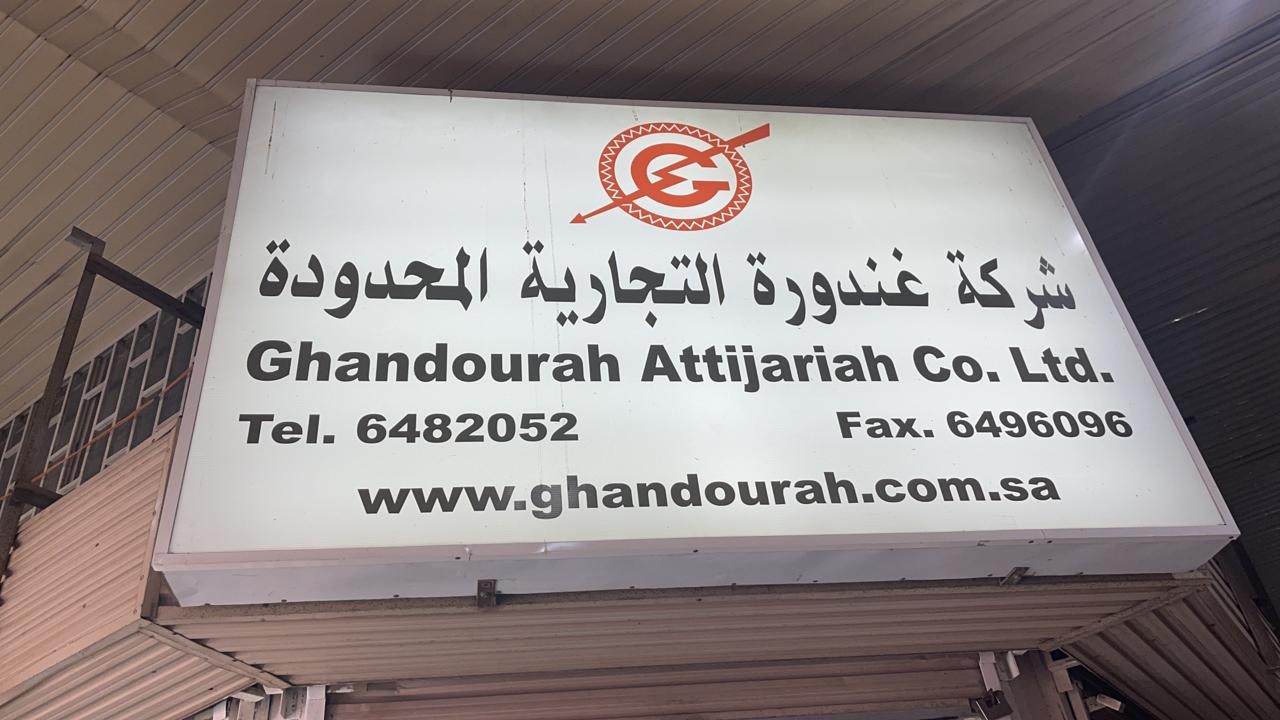 G
شركة غندورة التجارية المحدودة
Ghandourah Attijariah Co. Ltd.
Tel. 6482052 Fax. 6496096
www.ghandourah.com.sa